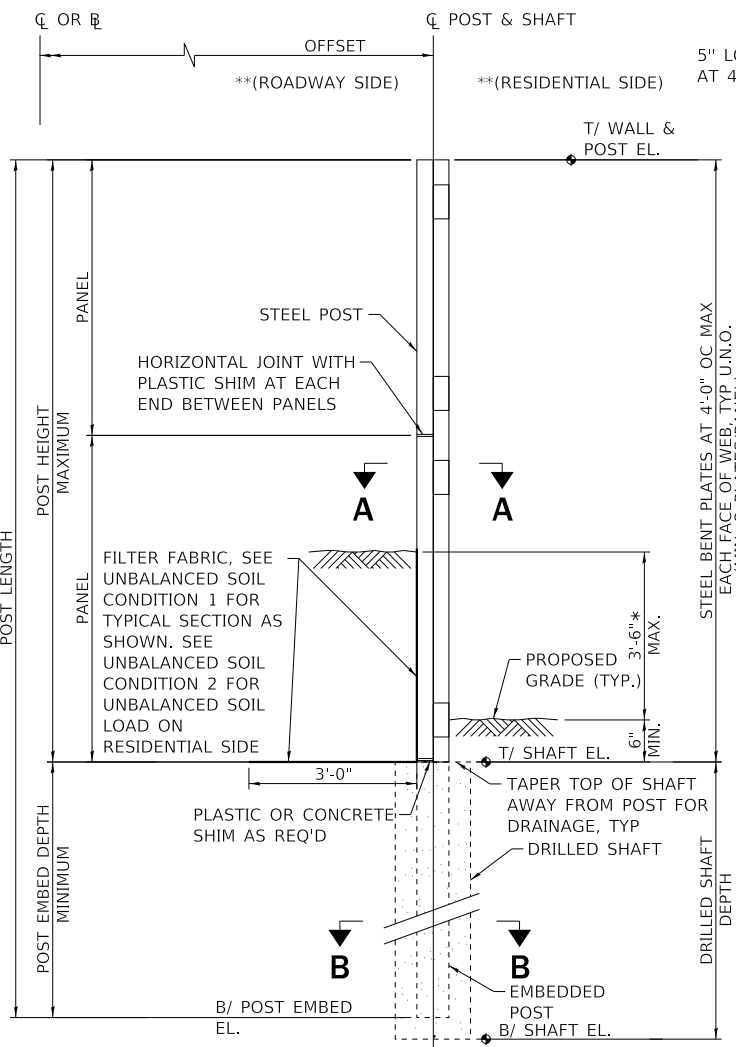 ℄ OR B
OFFSET
℄ POST & SHAFT
**(ROADWAY SIDE)
**(RESIDENTIAL SIDE)
5" 
AT
T/ WALL &
POST EL.
PANEL
STEEL POST
HORIZONTAL JOINT WITH
PLASTIC SHIM AT EACH
END BETWEEN PANELS
POST HEIGHT
MAXIMUM
POST LENGTH
PANEL
A
A
FILTER FABRIC, SEE
UNBALANCED SOIL
CONDITION 1 FOR
TYPICAL SECTION AS
SHOWN. SEE
UNBALANCED SOIL
CONDITION 2 FOR
UNBALANCED SOIL
LOAD ON
RESIDENTIAL SIDE
STEEL BENT PLATES AT 4'-0" OC MAX
EACH FACE OF WEB, TYP U.N.O.
3'-6"*
MAX.
PROPOSED
GRADE (TYP.)
6"
MIN.
T/ SHAFT EL.
3'-0"
TAPER TOP OF SHAFT
AWAY FROM POST FOR
DRAINAGE, TYP
PLASTIC OR CONCRETE
SHIM AS REQ'D
DRILLED SHAFT
POST EMBED DEPTH
MINIMUM
DRILLED SHAFT
DEPTH
B
B
EMBEDDED
POST
B/ POST EMBED
EL.
B/ SHAFT EL.